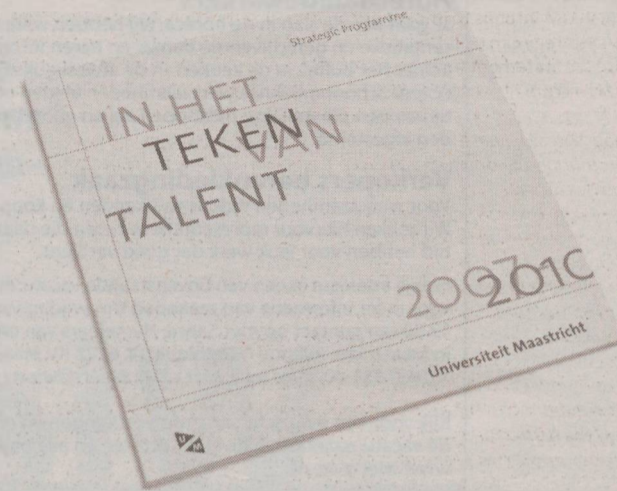 Strategic Programme
IN HET
TEKEN
VAN
TALENT
2007
2010
Universiteit Maastricht